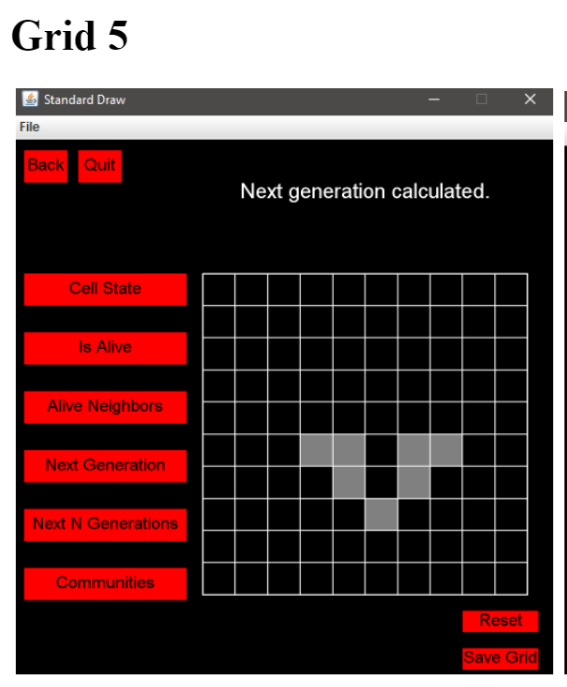 Grid 5
Standard Draw
File
Back Quit
Next generation calculated.
Cell State
Is Alive
Alive Neighbors
Next Generation
Next N Generations
Communities
Reset
Save Grid